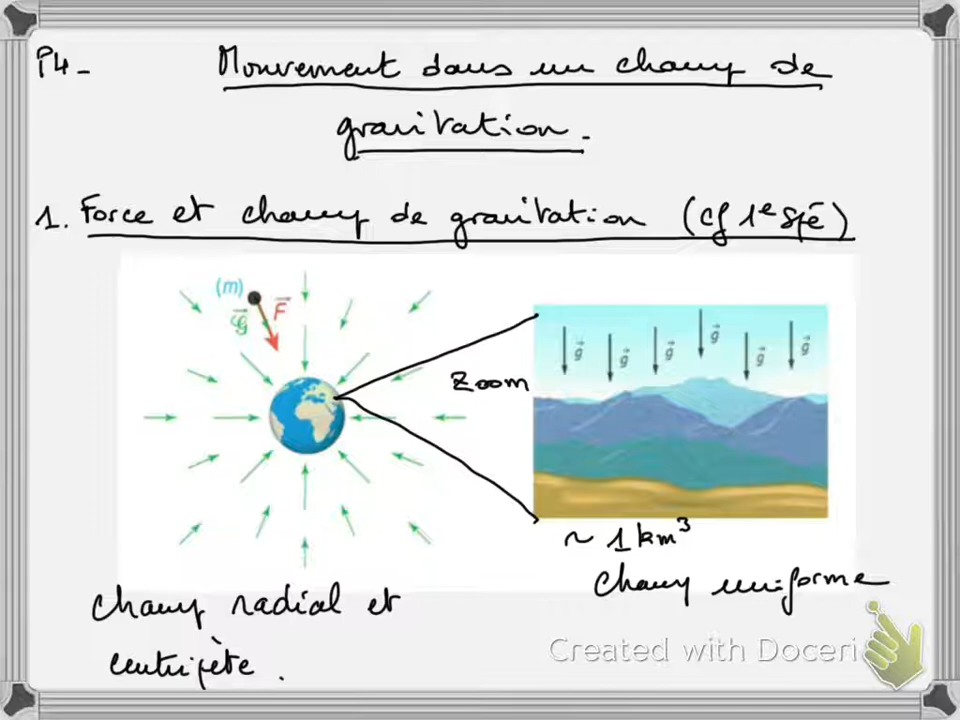 P4_ Mouvement dans un champ de
gravitation.
1. Force et champ de gravitation (cf 1e spé)
(m)
F
G
g g g g g g
Zoom
~ 1 km³
Champ radial et
centripète.
Champ uniforme
Created with Doceri